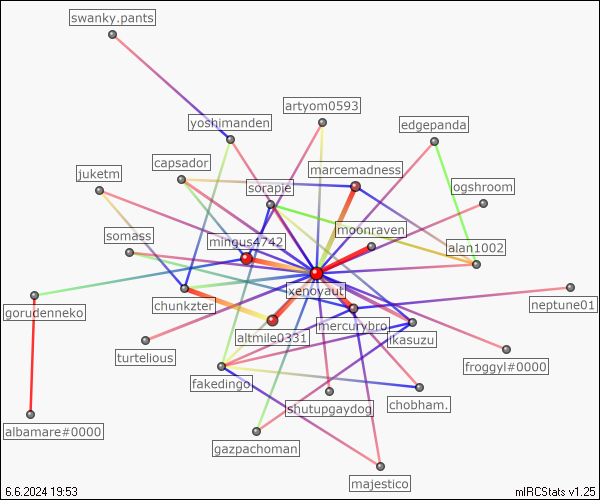 swanky.pants
artyom0593
yoshimanden
edgepanda
capsador
marcemadness
juketm
sorapie
ogshroom
moonraven
somass
mingus4742
alan1002
xenovaut
gorudenneko
chunkzter
neptune01
mercurybro
altmile0331
ikasuzu
turtelious
froggyl#0000
fakedingo
shutupgaydog
chobham.
albamare#0000
gazpachoman
majestico
6.6.2024 19:53
mIRCStats v1.25